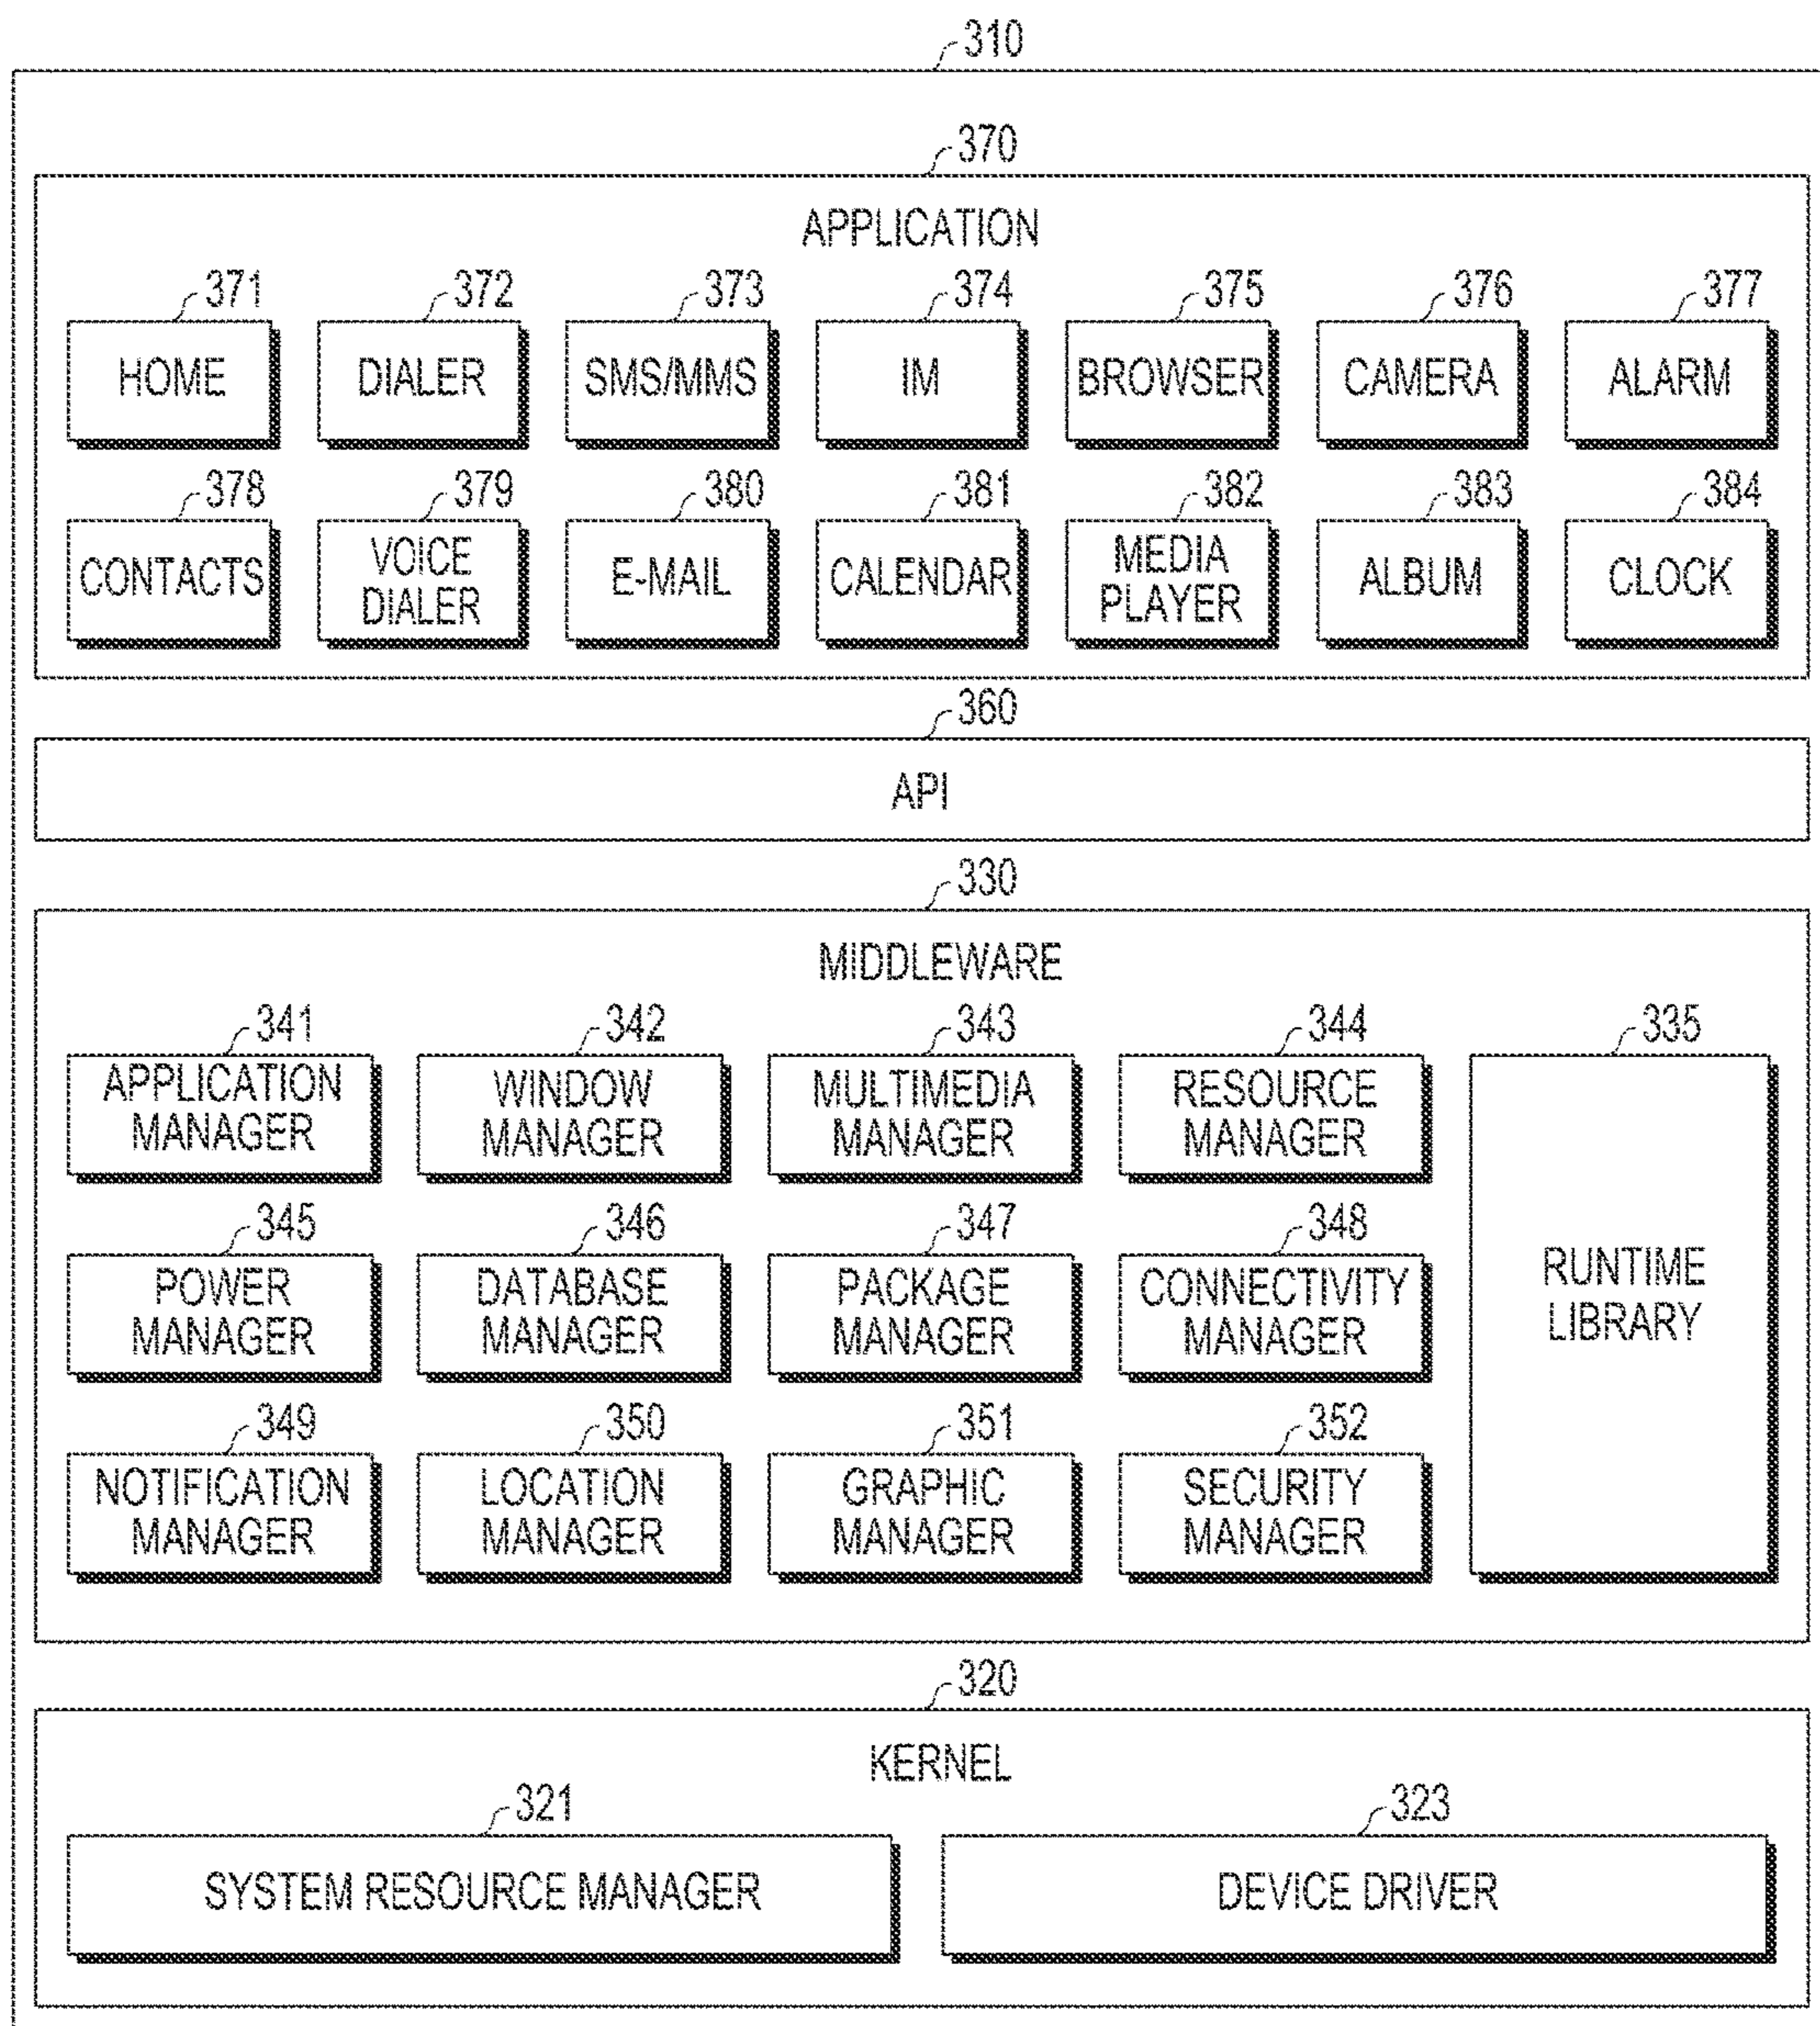 310
370
APPLICATION
371 372 373 374 375 376 377
HOME DIALER SMS/MMS IM BROWSER CAMERA ALARM
378 379 380 381 382 383 384
CONTACTS VOICE DIALER E-MAIL CALENDAR MEDIA PLAYER ALBUM CLOCK
360
API
330
MIDDLEWARE
341 342 343 344 335
APPLICATION MANAGER WINDOW MANAGER MULTIMEDIA MANAGER RESOURCE MANAGER
345 346 347 348
POWER MANAGER DATABASE MANAGER PACKAGE MANAGER CONNECTIVITY MANAGER RUNTIME LIBRARY
349 350 351 352
NOTIFICATION MANAGER LOCATION MANAGER GRAPHIC MANAGER SECURITY MANAGER
320
KERNEL
321 323
SYSTEM RESOURCE MANAGER DEVICE DRIVER